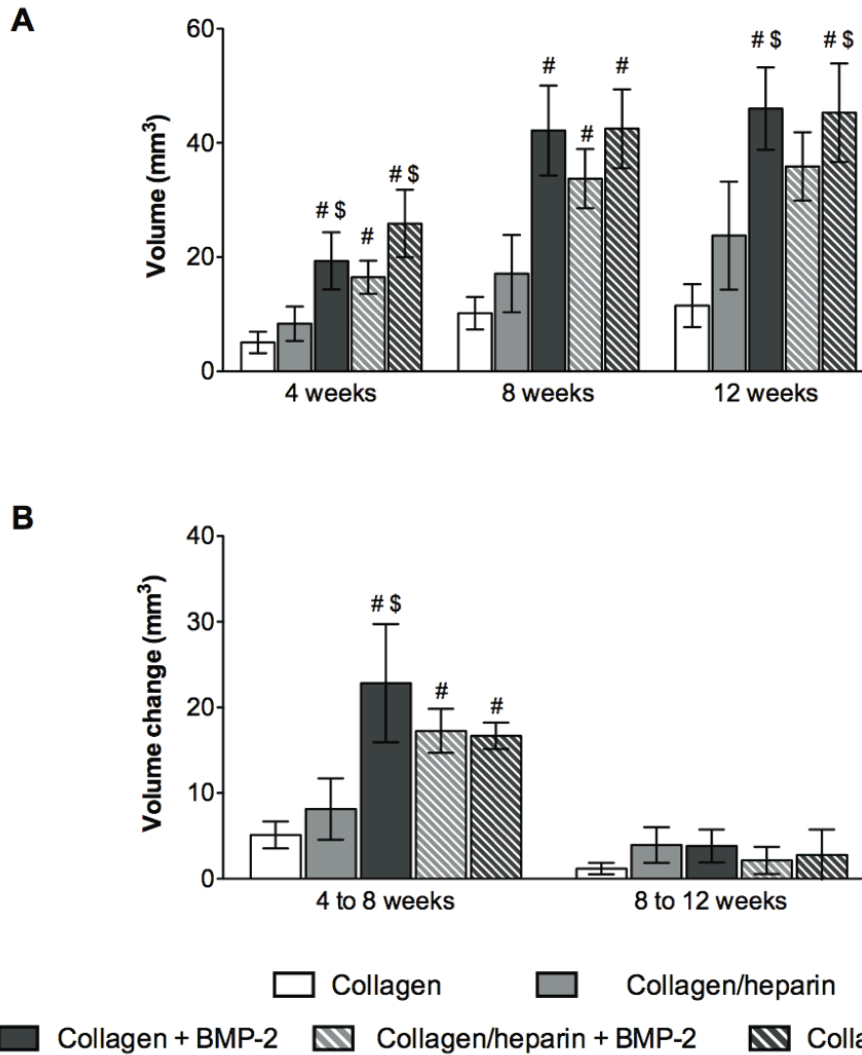 A
Volume (mm³)
60
40
20
0
# $
#
# $
#
#
#
# $
# $
4 weeks
8 weeks
12 weeks
B
Volume change (mm³)
40
30
20
10
0
# $
#
#
4 to 8 weeks
8 to 12 weeks
Collagen
Collagen/heparin
Collagen + BMP-2
Collagen/heparin + BMP-2